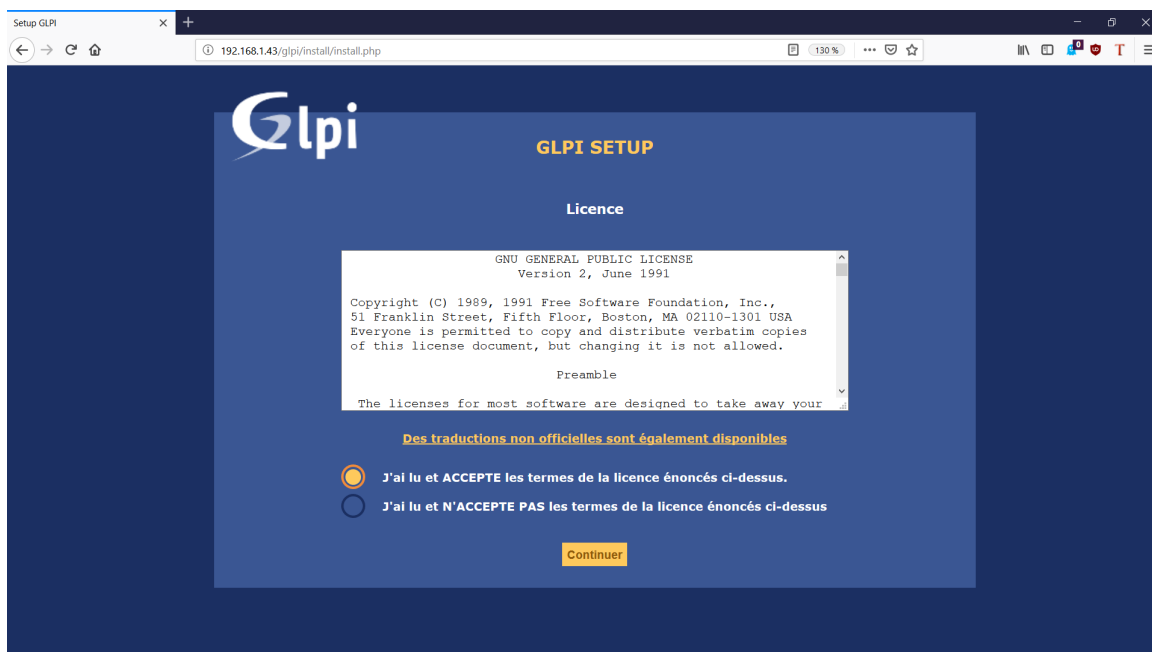 Setup GLPI
192.168.1.43/glpi/install/install.php
130 %
0
T
Glpi
GLPI SETUP
Licence
GNU GENERAL PUBLIC LICENSE
Version 2, June 1991
Copyright (C) 1989, 1991 Free Software Foundation, Inc.,
51 Franklin Street, Fifth Floor, Boston, MA 02110-1301 USA
Everyone is permitted to copy and distribute verbatim copies
of this license document, but changing it is not allowed.
Preamble
The licenses for most software are designed to take away your
Des traductions non officielles sont également disponibles
J'ai lu et ACCEPTE les termes de la licence énoncés ci-dessus.
J'ai lu et N'ACCEPTE PAS les termes de la licence énoncés ci-dessus
Continuer